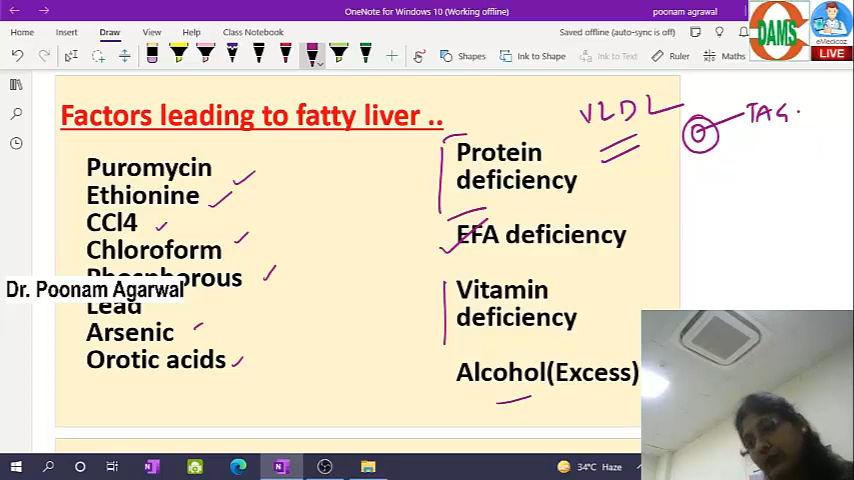 OneNote for Windows 10 (Working offline)
poonam agrawal
DAMS
eMedicoz
LIVE
Home Insert Draw View Help Class Notebook
Saved offline (auto-sync is off)
Shapes Ink to Shape Ink to Text Ruler Maths
Factors leading to fatty liver ..
VLDL
TAG.
Puromycin
Ethionine
CCl4
Chloroform
Phosphorous
Lead
Arsenic
Orotic acids
Dr. Poonam Agarwal
Protein
deficiency
EFA deficiency
Vitamin
deficiency
Alcohol(Excess)
34°C Haze